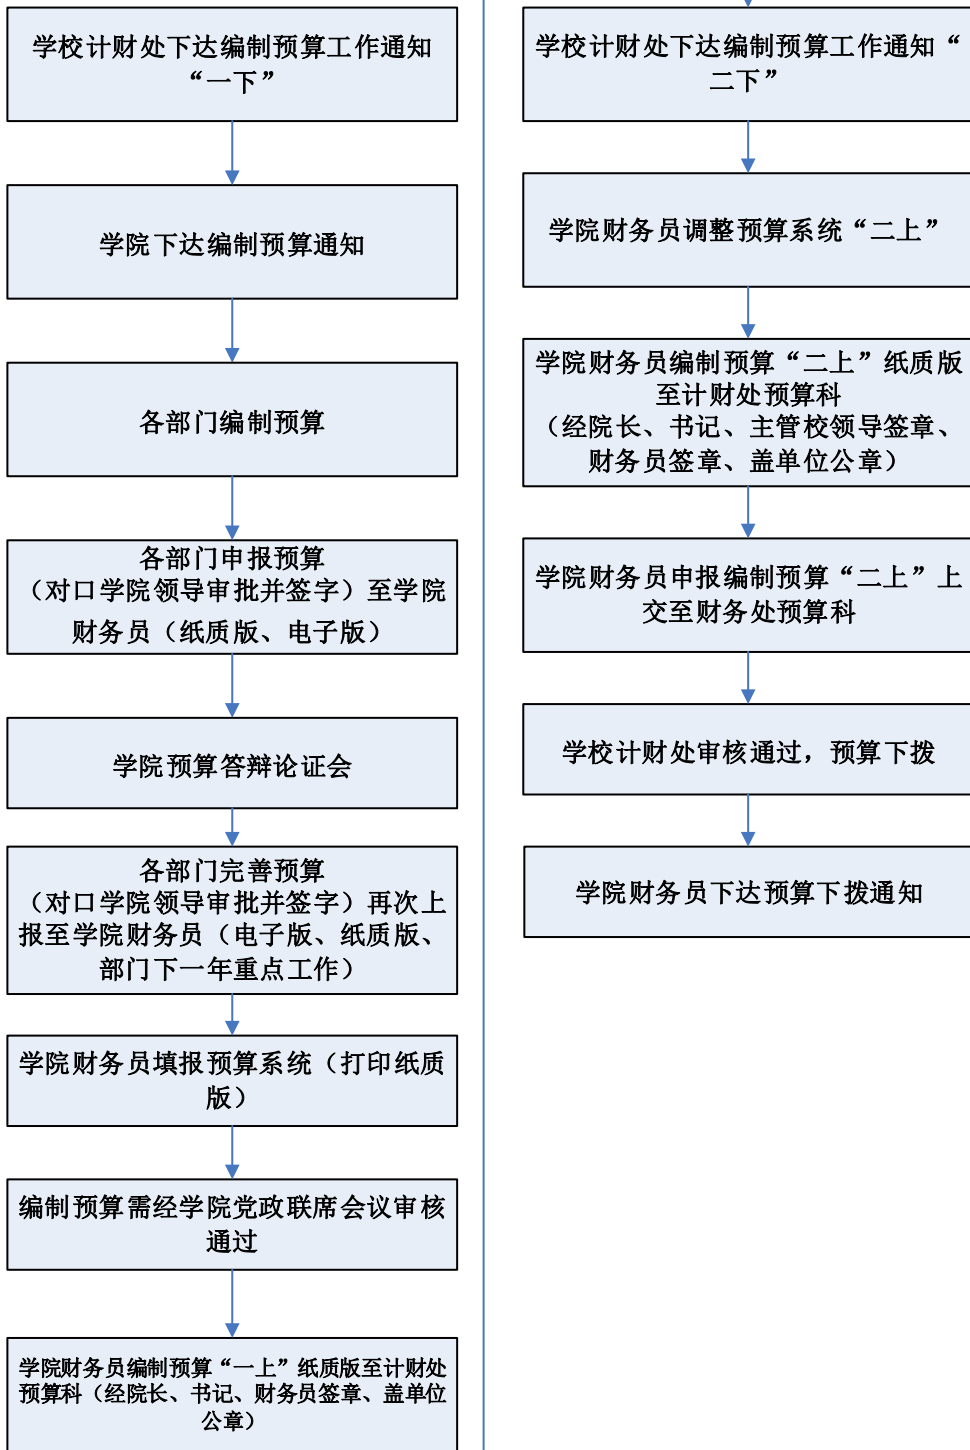 学校计财处下达编制预算工作通知
“一下”
学院下达编制预算通知
各部门编制预算
各部门申报预算
（对口学院领导审批并签字）至学院
财务员（纸质版、电子版）
学院预算答辩论证会
各部门完善预算
（对口学院领导审批并签字）再次上
报至学院财务员（电子版、纸质版、
部门下一年重点工作）
学院财务员填报预算系统（打印纸质
版）
编制预算需经学院党政联席会议审核
通过
学院财务员编制预算“一上”纸质版至计财处
预算科（经院长、书记、财务员签章、盖单位
公章）
学校计财处下达编制预算工作通知“
二下”
学院财务员调整预算系统“二上”
学院财务员编制预算“二上”纸质版
至计财处预算科
（经院长、书记、主管校领导签章、
财务员签章、盖单位公章）
学院财务员申报编制预算“二上”上
交至财务处预算科
学校计财处审核通过，预算下拨
学院财务员下达预算下拨通知